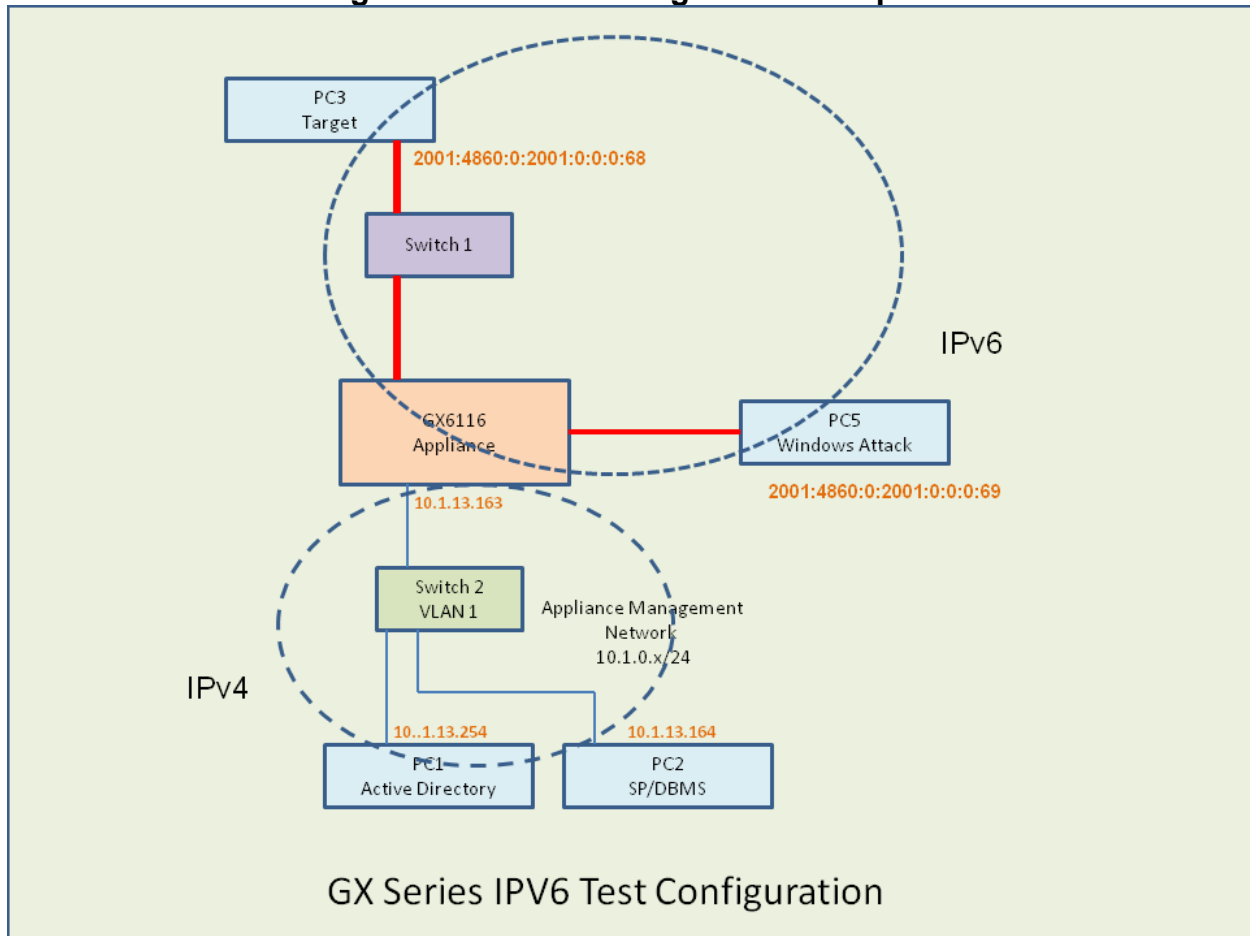 PC3
Target
2001:4860:0:2001:0:0:0:68
Switch 1
IPv6
GX6116
Appliance
PC5
Windows Attack
2001:4860:0:2001:0:0:0:69
10.1.13.163
Switch 2
VLAN 1
Appliance Management
Network
10.1.0.x/24
IPv4
10..1.13.254
10.1.13.164
PC1
Active Directory
PC2
SP/DBMS
GX Series IPV6 Test Configuration